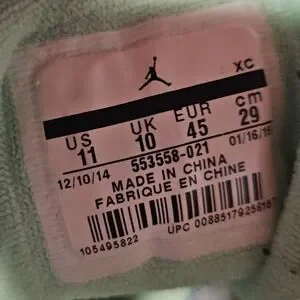 XC
US UK EUR cm
11 10 45 29
553558-021
12/10/14 01/16/15
MADE IN CHINA
FABRIQUE EN CHINE
105495822
UPC